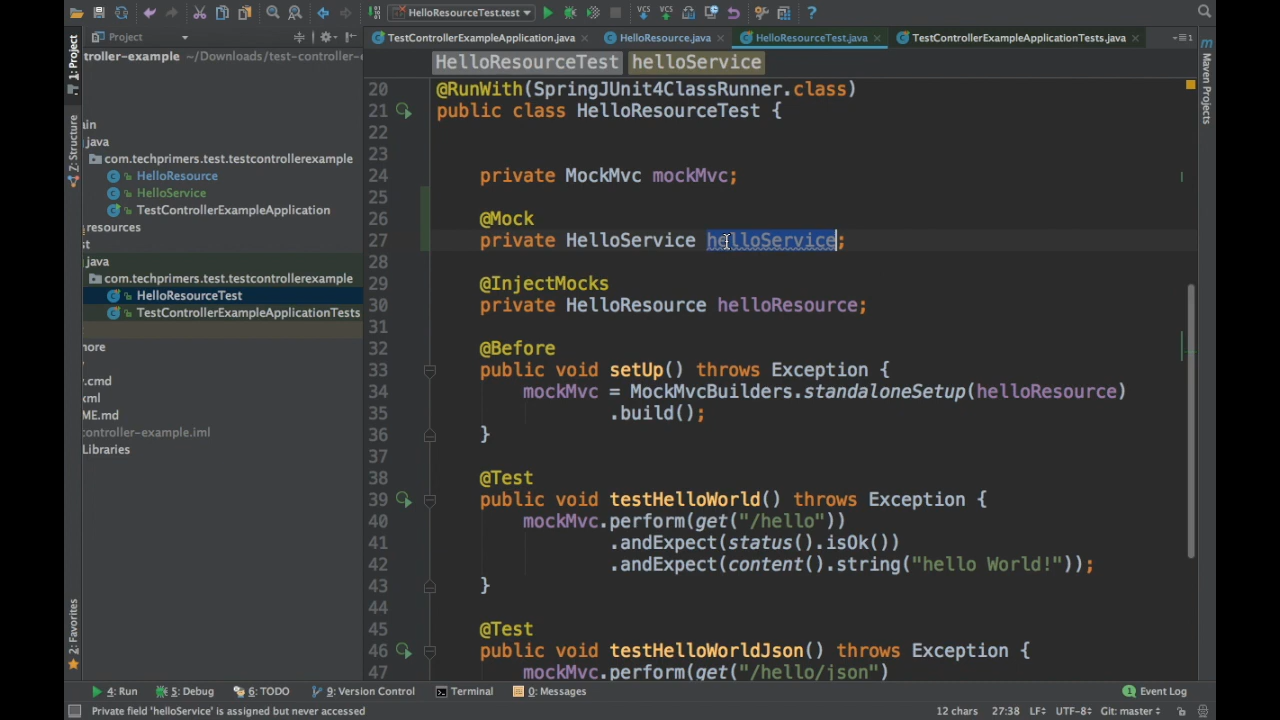 HelloResourceTest.test
Project
TestControllerExampleApplication.java
HelloResource.java
HelloResourceTest.java
TestControllerExampleApplicationTests.java
1
1: Project
Z: Structure
2: Favorites
Maven Projects
troller-example ~/Downloads/test-controller-
ain
java
com.techprimers.test.testcontrollerexample
HelloResource
HelloService
TestControllerExampleApplication
resources
st
java
com.techprimers.test.testcontrollerexample
HelloResourceTest
TestControllerExampleApplicationTests
nore
.cmd
xml
ME.md
controller-example.iml
Libraries
HelloResourceTest helloService
20 @RunWith(SpringJUnit4ClassRunner.class)
21 public class HelloResourceTest {
22
23
24 private MockMvc mockMvc;
25
26 @Mock
27 private HelloService helloService;
28
29 @InjectMocks
30 private HelloResource helloResource;
31
32 @Before
33 public void setUp() throws Exception {
34 mockMvc = MockMvcBuilders.standaloneSetup(helloResource)
35 .build();
36 }
37
38 @Test
39 public void testHelloWorld() throws Exception {
40 mockMvc.perform(get("/hello"))
41 .andExpect(status().isOk())
42 .andExpect(content().string("hello World!"));
43 }
44
45 @Test
46 public void testHelloWorldJson() throws Exception {
47 mockMvc.perform(get("/hello/json")
4: Run 5: Debug 6: TODO 9: Version Control Terminal 0: Messages 1 Event Log
Private field 'helloService' is assigned but never accessed 12 chars 27:38 LF UTF-8 Git: master